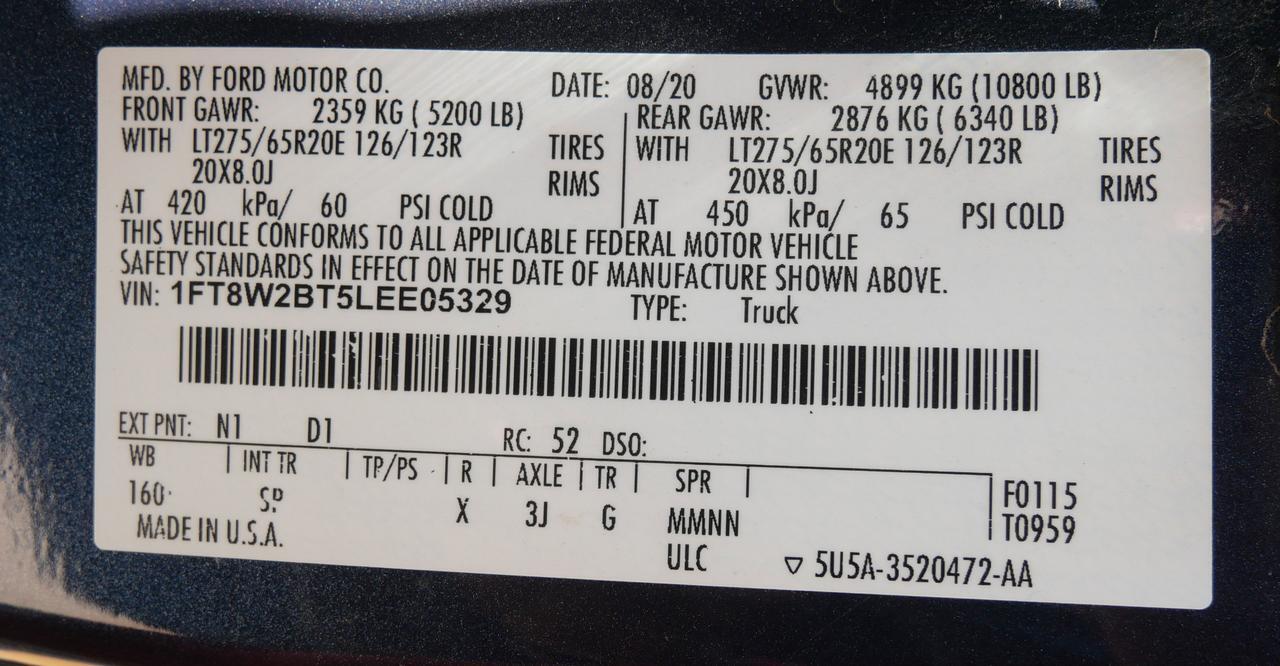 MFD. BY FORD MOTOR CO. DATE: 08/20 GVWR: 4899 KG (10800 LB)
FRONT GAWR: 2359 KG ( 5200 LB) REAR GAWR: 2876 KG ( 6340 LB)
WITH LT275/65R20E 126/123R TIRES WITH LT275/65R20E 126/123R TIRES
20X8.0J RIMS 20X8.0J RIMS
AT 420 kPa/ 60 PSI COLD AT 450 kPa/ 65 PSI COLD
THIS VEHICLE CONFORMS TO ALL APPLICABLE FEDERAL MOTOR VEHICLE
SAFETY STANDARDS IN EFFECT ON THE DATE OF MANUFACTURE SHOWN ABOVE.
VIN: 1FT8W2BT5LEE05329 TYPE: Truck
EXT PNT: N1 D1 RC: 52 DSO:
WB INT TR TP/PS R AXLE TR SPR F0115
160 SP X 3J G MMNN T0959
MADE IN U.S.A. ULC 5U5A-3520472-AA